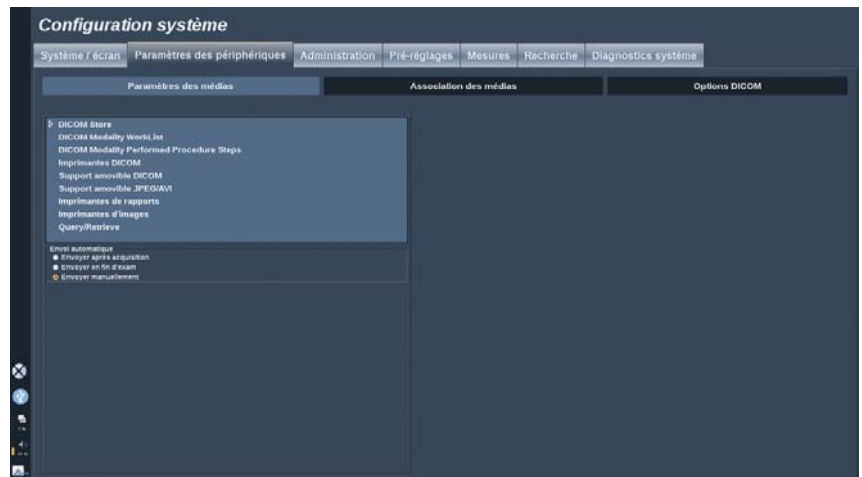 Configuration système
Système / écran Paramètres des périphériques Administration Pré-réglages Mesures Recherche Diagnostics système
Paramètres des médias Association des médias Options DICOM
DICOM Store
DICOM Modality WorkList
DICOM Modality Performed Procedure Steps
Imprimantes DICOM
Support amovible DICOM
Support amovible JPEG/AVI
Imprimantes de rapports
Imprimantes d'images
Query/Retrieve
Envoi automatique
Envoyer après acquisition
Envoyer en fin d'exam
Envoyer manuellement